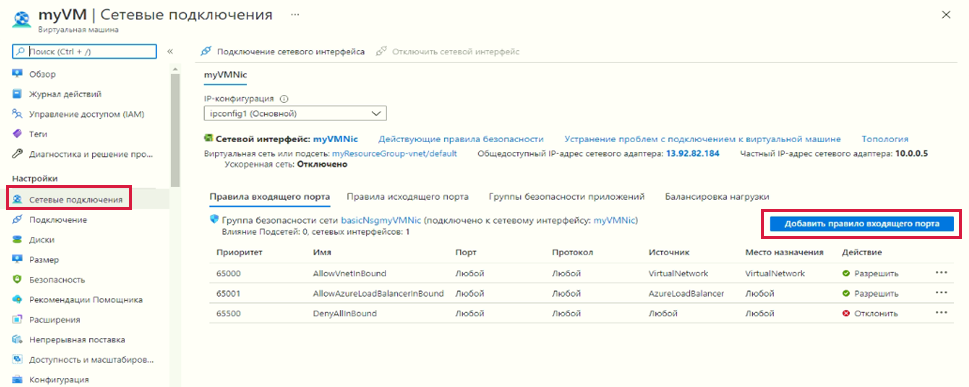 myVM | Сетевые подключения ...
Виртуальная машина
Поиск (Ctrl + /)
Обзор
Журнал действий
Управление доступом (IAM)
Теги
Диагностика и решение про...
Настройки
Сетевые подключения
Подключение
Диски
Размер
Безопасность
Рекомендации Помощника
Расширения
Непрерывная поставка
Доступность и масштабиров...
Конфигурация
Подключение сетевого интерфейса Отключить сетевой интерфейс
myVMNic
IP-конфигурация
ipconfig1 (Основной)
Сетевой интерфейс: myVMNic Действующие правила безопасности Устранение проблем с подключением к виртуальной машине Топология
Виртуальная сеть или подсеть: myResourceGroup-vnet/default Общедоступный IP-адрес сетевого адаптера: 13.92.82.184 Частный IP-адрес сетевого адаптера: 10.0.0.5
Ускоренная сеть: Отключено
Правила входящего порта Правила исходящего порта Группы безопасности приложений Балансировка нагрузки
Группа безопасности сети basicNsgmyVMNic (подключено к сетевому интерфейсу: myVMNic)
Влияние Подсетей: 0, сетевых интерфейсов: 1
Добавить правило входящего порта
Приоритет Имя Порт Протокол Источник Место назначения Действие
65000 AllowVnetInBound Любой Любой VirtualNetwork VirtualNetwork Разрешить ...
65001 AllowAzureLoadBalancerInBound Любой Любой AzureLoadBalancer Любой Разрешить ...
65500 DenyAllInBound Любой Любой Любой Любой Отклонить ...